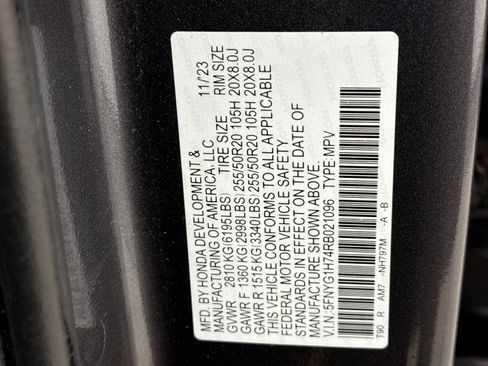 MFD. BY HONDA DEVELOPMENT & 11/'23
MANUFACTURING OF AMERICA, LLC
GVWR 2810 KG(6195LBS) TIRE SIZE RIM SIZE
GAWR F 1360 KG(2998LBS)255/50R20 105H 20X8.0J
GAWR R 1515 KG(3340LBS)255/50R20 105H 20X8.0J
THIS VEHICLE CONFORMS TO ALL APPLICABLE
FEDERAL MOTOR VEHICLE SAFETY
STANDARDS IN EFFECT ON THE DATE OF
MANUFACTURE SHOWN ABOVE.
V.I.N.:5FNYG1H74RB021096 TYPE:MPV
T90 R AM7 -NH797M -A -B